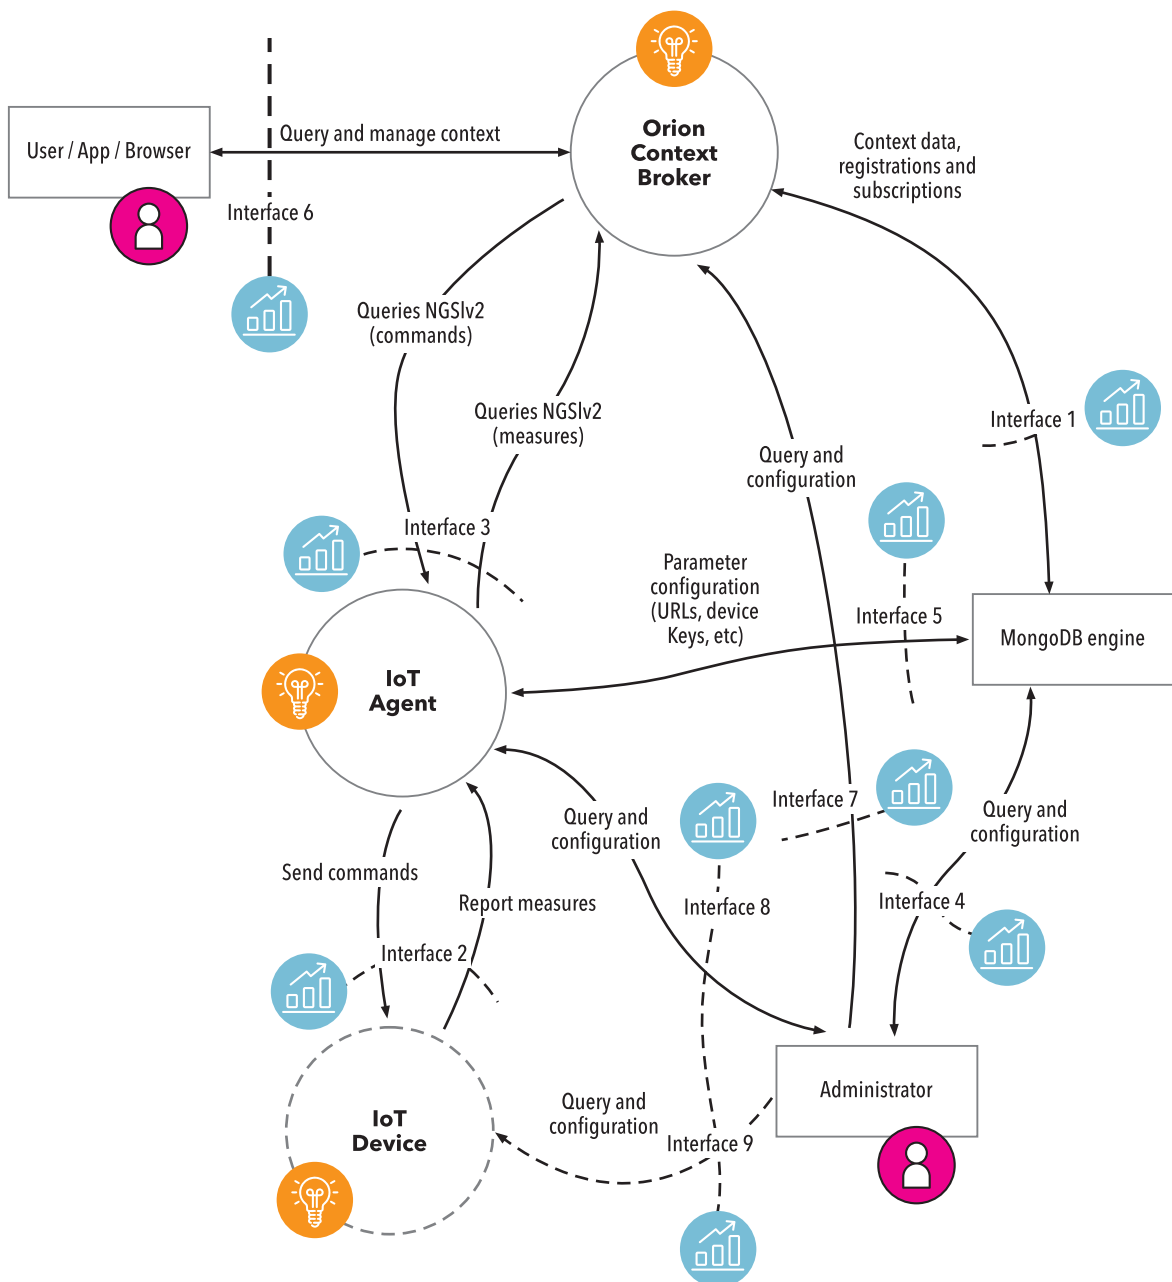 Orion
Context
Broker
User / App / Browser
Query and manage context
Interface 6
Context data,
registrations and
subscriptions
Queries NGSIv2
(commands)
Queries NGSIv2
(measures)
Interface 1
Query and
configuration
Interface 3
Parameter
configuration
(URLs, device
Keys, etc)
Interface 5
MongoDB engine
IoT
Agent
Interface 7
Query and
configuration
Query and
configuration
Send commands
Report measures
Interface 8
Interface 4
Interface 2
IoT
Device
Query and
configuration
Interface 9
Administrator